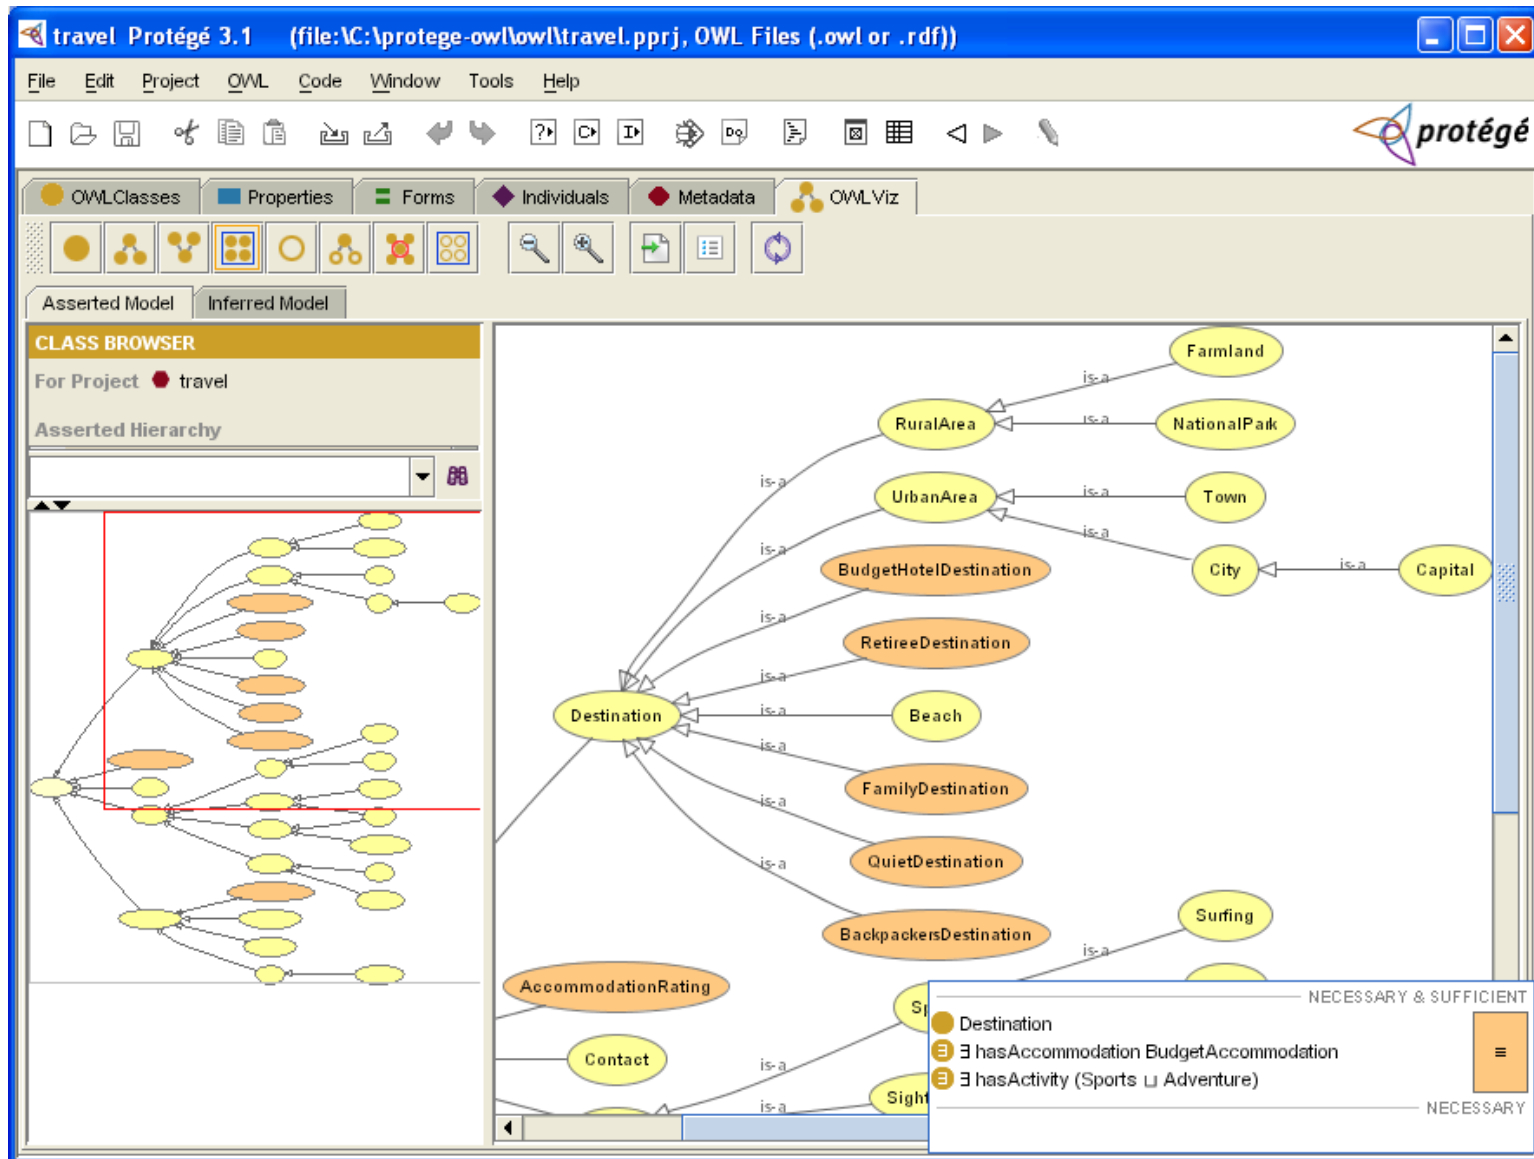 travel Protégé 3.1 (file:\C:\protege-owl\owl\travel.pprj, OWL Files (.owl or .rdf))
File Edit Project OWL Code Window Tools Help
protégé
OWLClasses Properties Forms Individuals Metadata OWLViz
Asserted Model Inferred Model
CLASS BROWSER
For Project travel
Asserted Hierarchy
Farmland
is-a
RuralArea is-a NationalPark
is-a
UrbanArea is-a Town
is-a
is-a
BudgetHotelDestination City is-a Capital
is-a
RetireeDestination
is-a
Destination is-a Beach
is-a
FamilyDestination
is-a
QuietDestination
is-a
Surfing
BackpackersDestination
is-a
AccommodationRating
NECESSARY & SUFFICIENT
Sp
Destination
∃ hasAccommodation BudgetAccommodation
≡
Contact
is-a
∃ hasActivity (Sports ⊔ Adventure)
Sight
is-a
NECESSARY